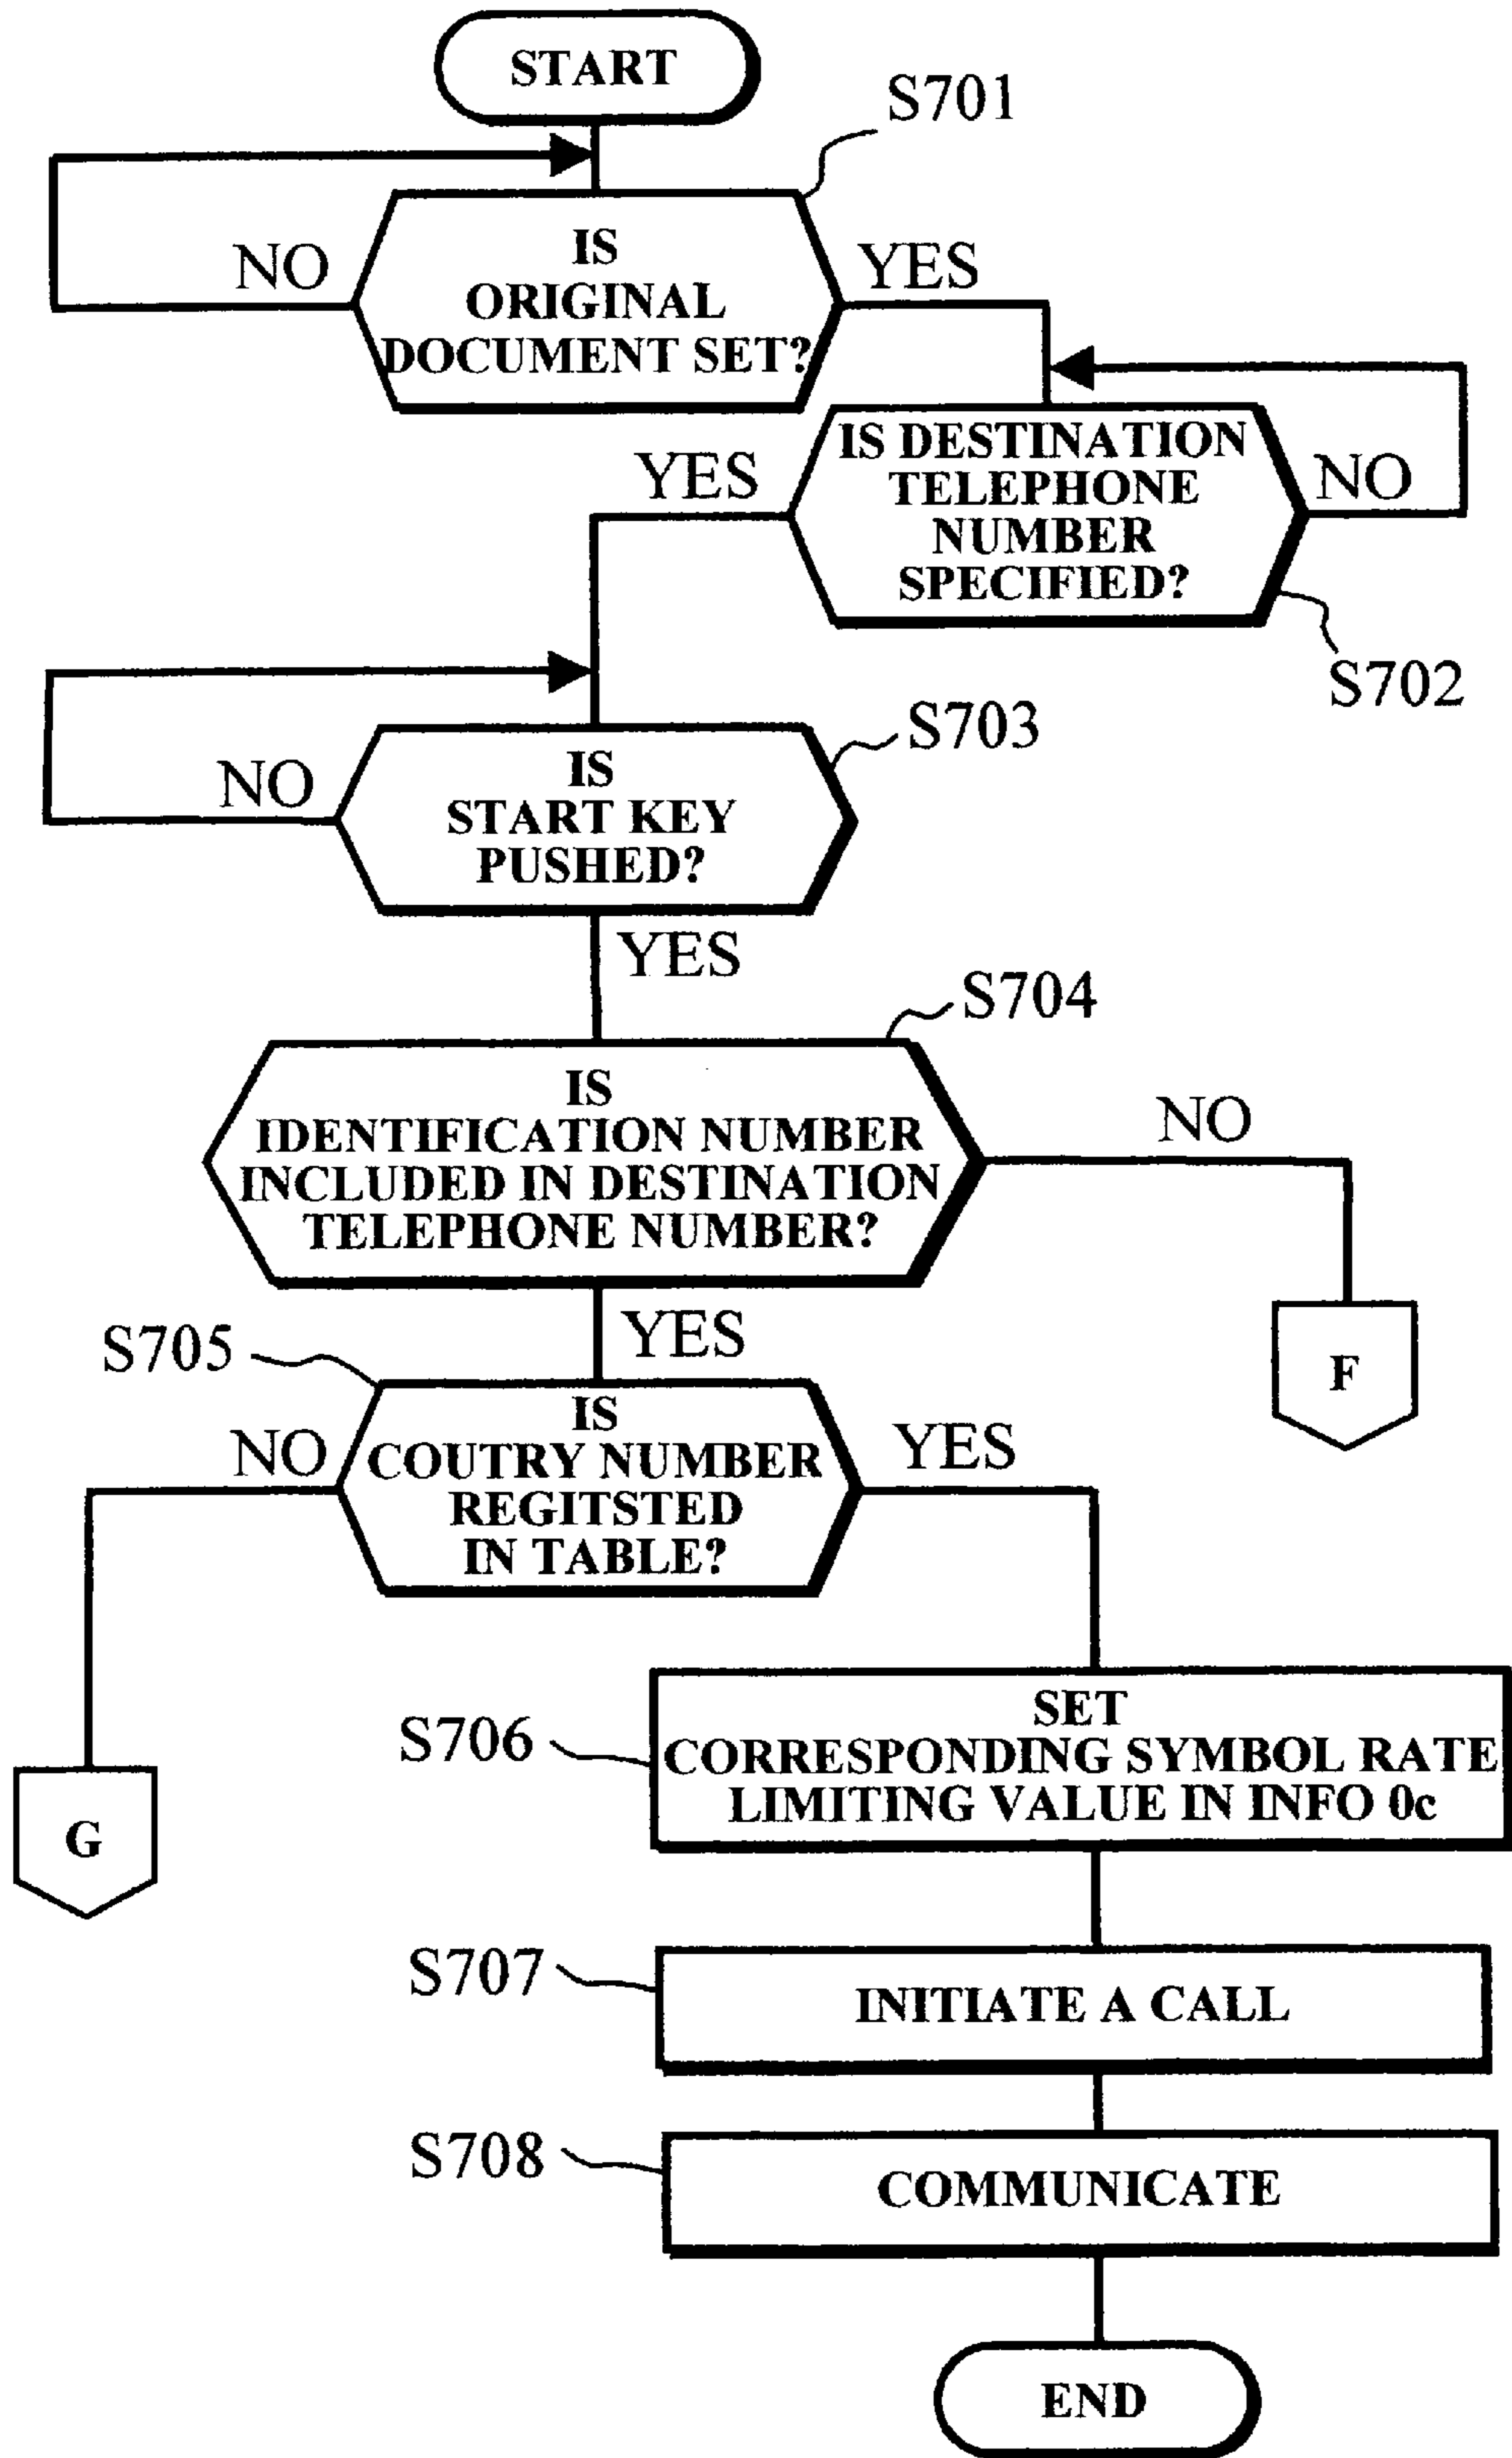 START
S701
IS
ORIGINAL
DOCUMENT SET?
NO
YES
IS DESTINATION
TELEPHONE
NUMBER
SPECIFIED?
YES
NO
S702
S703
IS
START KEY
PUSHED?
NO
YES
S704
IS
IDENTIFICATION NUMBER
INCLUDED IN DESTINATION
TELEPHONE NUMBER?
NO
F
YES
S705
IS
COUTRY NUMBER
REGITSTED
IN TABLE?
NO
YES
G
S706
SET
CORRESPONDING SYMBOL RATE
LIMITING VALUE IN INFO 0c
S707
INITIATE A CALL
S708
COMMUNICATE
END